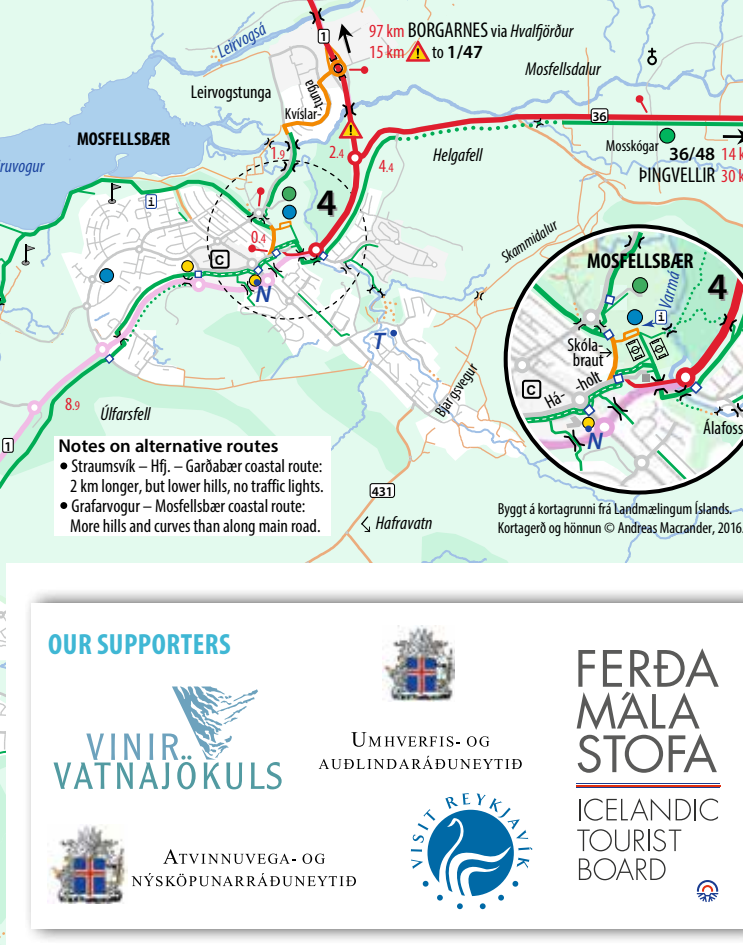 Leirvogsá
1
97 km BORGARNES via Hvalfjörður
15 km ! to 1/47
Mosfellsdalur
Leirvogstunga
Kvíslar-
tunga
MOSFELLSBÆR
36
1.9
2.4
4.4
Helgafell
Mosskógar
36/48 14 k
ÞINGVELLIR 30 k
ruvogur
i
4
0.4
C
N
Skammidalur
MOSFELLSBÆR
4
Varmá
i
Skóla-
braut
C
Há-
-holt
N
Álafoss
T
Bjargsvegur
8.9
Úlfarsfell
1
Notes on alternative routes
• Straumsvík – Hfj. – Garðabær coastal route:
2 km longer, but lower hills, no traffic lights.
• Grafarvogur – Mosfellsbær coastal route:
More hills and curves than along main road.
431
Hafravatn
Byggt á kortagrunni frá Landmælingum Íslands.
Kortagerð og hönnun © Andreas Macrander, 2016.
OUR SUPPORTERS
VINIR
VATNAJÖKULS
UMHVERFIS- OG
AUÐLINDARÁÐUNEYTIÐ
FERÐA
MÁLA
STOFA
ICELANDIC
TOURIST
BOARD
ATVINNUVEGA- OG
NÝSKÖPUNARRÁÐUNEYTIÐ
VISIT REYKJAVÍK